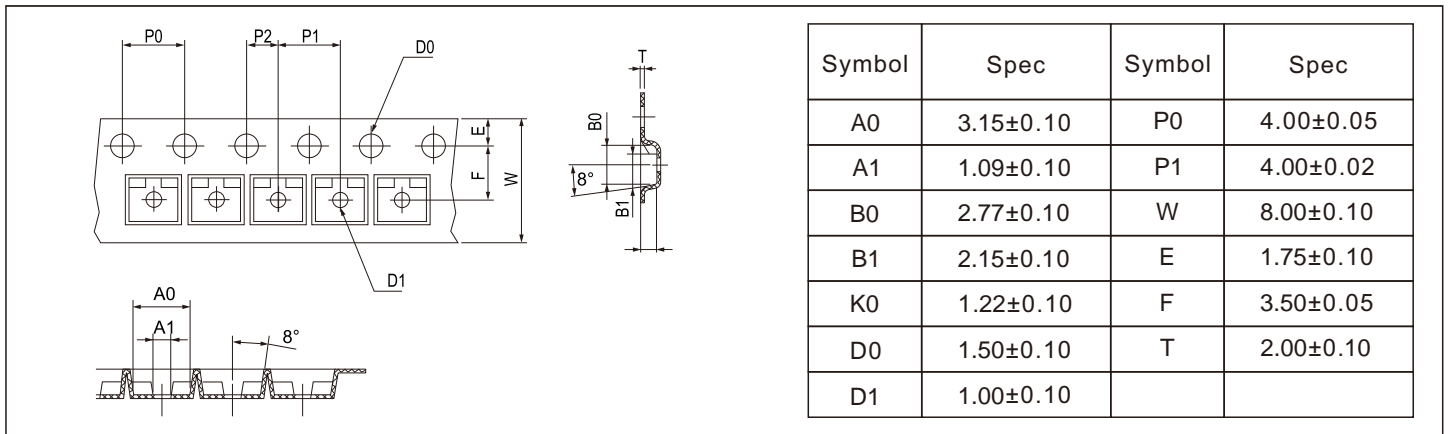 P0 P2 P1 D0
E
F
W
D1
A0
A1
8°
T
B0
8°
B1
Symbol Spec Symbol Spec
A0 3.15±0.10 P0 4.00±0.05
A1 1.09±0.10 P1 4.00±0.02
B0 2.77±0.10 W 8.00±0.10
B1 2.15±0.10 E 1.75±0.10
K0 1.22±0.10 F 3.50±0.05
D0 1.50±0.10 T 2.00±0.10
D1 1.00±0.10